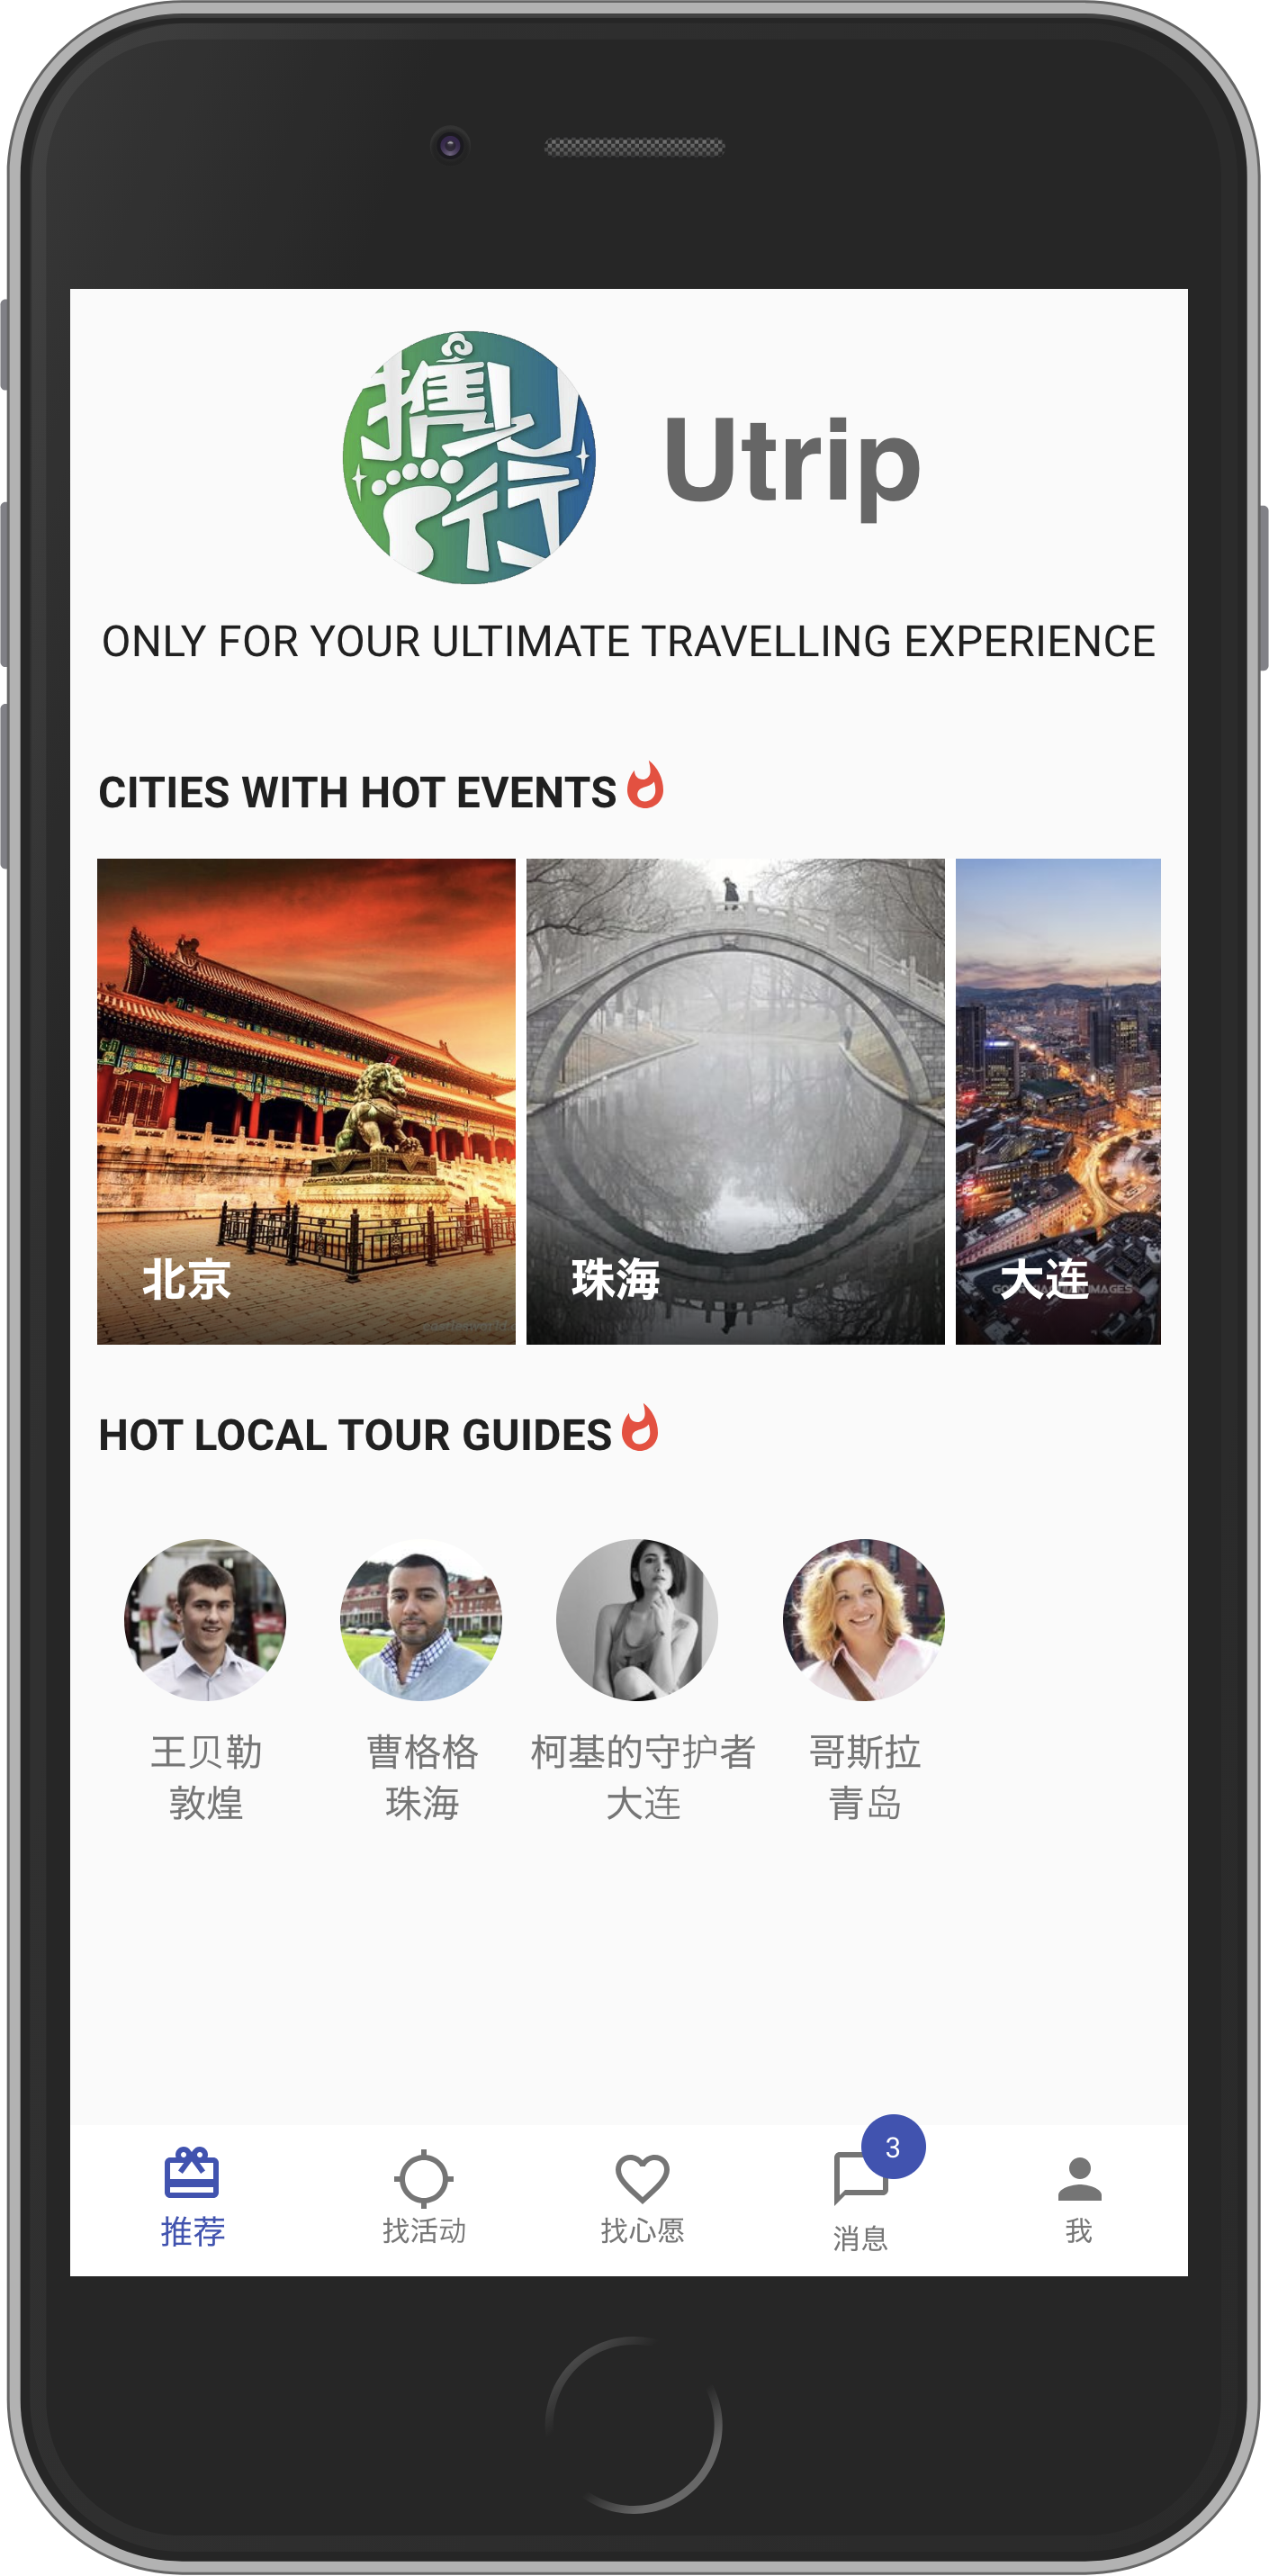 携U行
Utrip
ONLY FOR YOUR ULTIMATE TRAVELLING EXPERIENCE
CITIES WITH HOT EVENTS
北京
珠海
大连
HOT LOCAL TOUR GUIDES
王贝勒
敦煌
曹格格
珠海
柯基的守护者
大连
哥斯拉
青岛
推荐
找活动
找心愿
3
消息
我